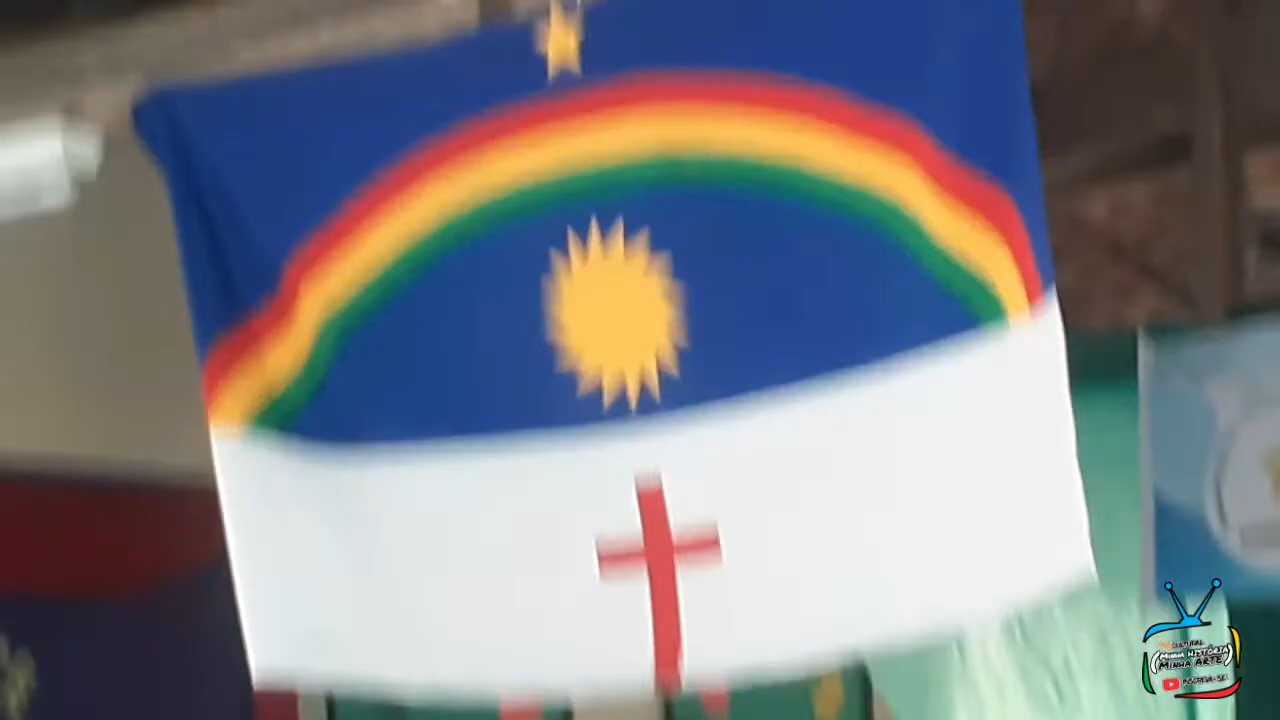 CULTURAL
MINHA HISTÓRIA
MINHA ARTE
INSCREVA-SE!